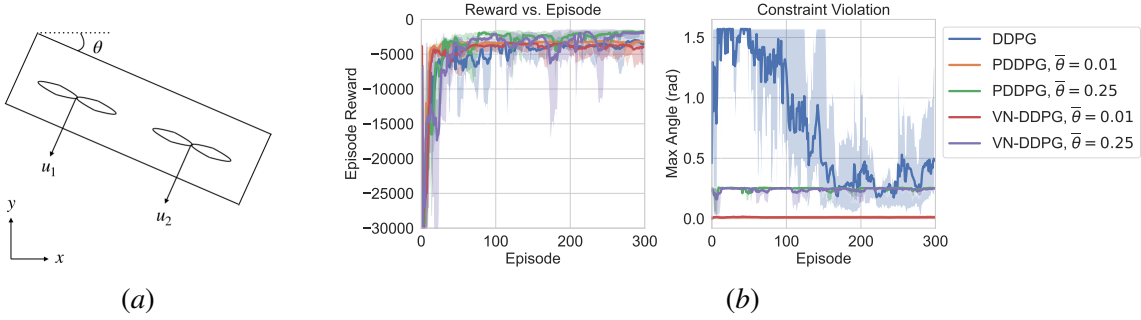 θ
u₁
u₂
y
x
(a)
Reward vs. Episode
Episode Reward
0
−5000
−10000
−15000
−20000
−25000
−30000
0 100 200 300
Episode
Constraint Violation
Max Angle (rad)
1.5
1.0
0.5
0.0
0 100 200 300
Episode
DDPG
PDDPG, θ̅ = 0.01
PDDPG, θ̅ = 0.25
VN-DDPG, θ̅ = 0.01
VN-DDPG, θ̅ = 0.25
(b)